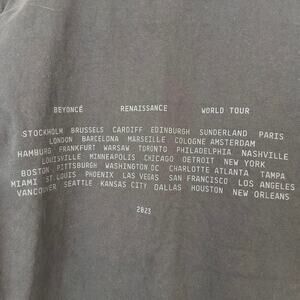 BEYONCÉ RENAISSANCE WORLD TOUR
STOCKHOLM BRUSSELS CARDIFF EDINBURGH SUNDERLAND PARIS
LONDON BARCELONA MARSEILLE COLOGNE AMSTERDAM
HAMBURG FRANKFURT WARSAW TORONTO PHILADELPHIA NASHVILLE
LOUISVILLE MINNEAPOLIS CHICAGO DETROIT NEW YORK
BOSTON PITTSBURGH WASHINGTON DC CHARLOTTE ATLANTA TAMPA
MIAMI ST LOUIS PHOENIX LAS VEGAS SAN FRANCISCO LOS ANGELES
VANCOUVER SEATTLE KANSAS CITY DALLAS HOUSTON NEW ORLEANS
2023